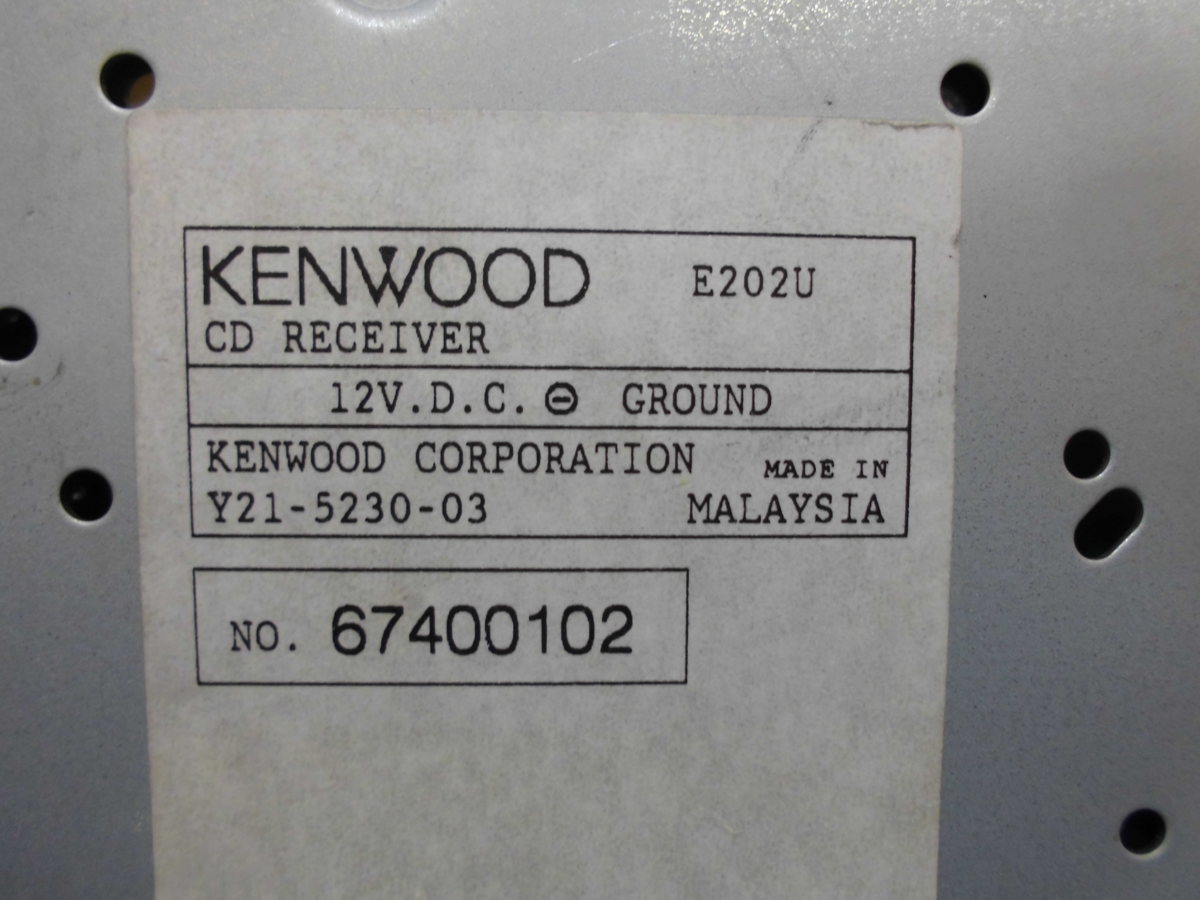 KENWOOD E202U
CD RECEIVER
12V.D.C. ⊖ GROUND
KENWOOD CORPORATION MADE IN
Y21-5230-03 MALAYSIA
NO. 67400102